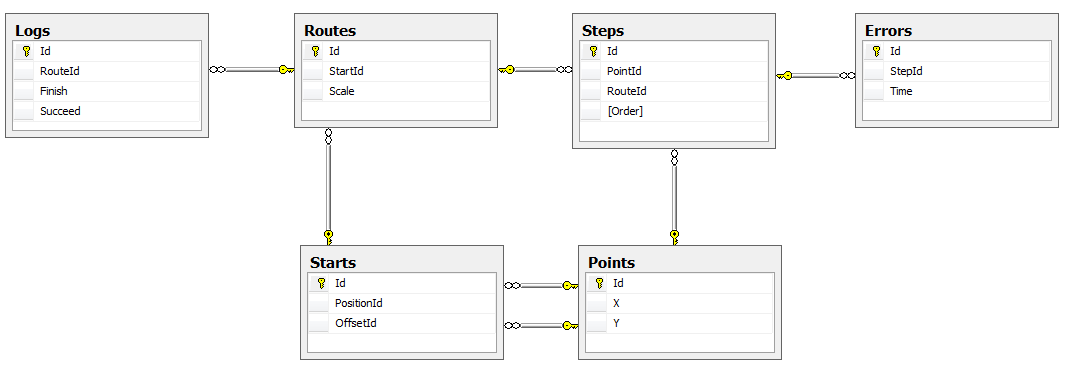 Logs
Id
RouteId
Finish
Succeed
Routes
Id
StartId
Scale
Steps
Id
PointId
RouteId
[Order]
Errors
Id
StepId
Time
Starts
Id
PositionId
OffsetId
Points
Id
X
Y